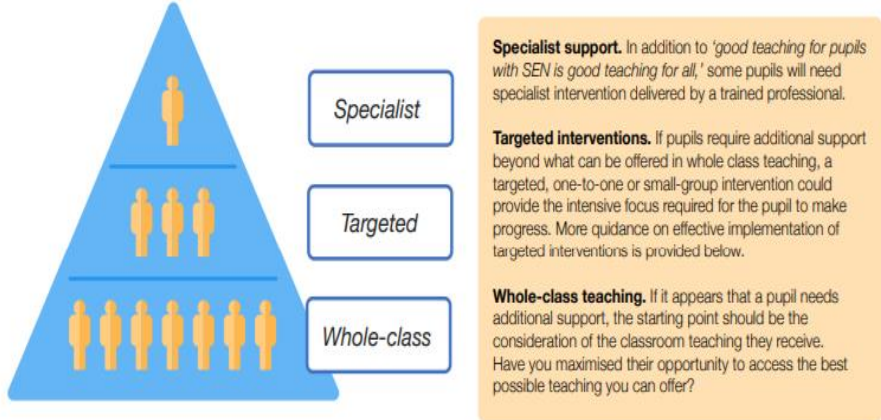 Specialist
Targeted
Whole-class
Specialist support. In addition to ‘good teaching for pupils
with SEN is good teaching for all,’ some pupils will need
specialist intervention delivered by a trained professional.
Targeted interventions. If pupils require additional support
beyond what can be offered in whole class teaching, a
targeted, one-to-one or small-group intervention could
provide the intensive focus required for the pupil to make
progress. More guidance on effective implementation of
targeted interventions is provided below.
Whole-class teaching. If it appears that a pupil needs
additional support, the starting point should be the
consideration of the classroom teaching they receive.
Have you maximised their opportunity to access the best
possible teaching you can offer?